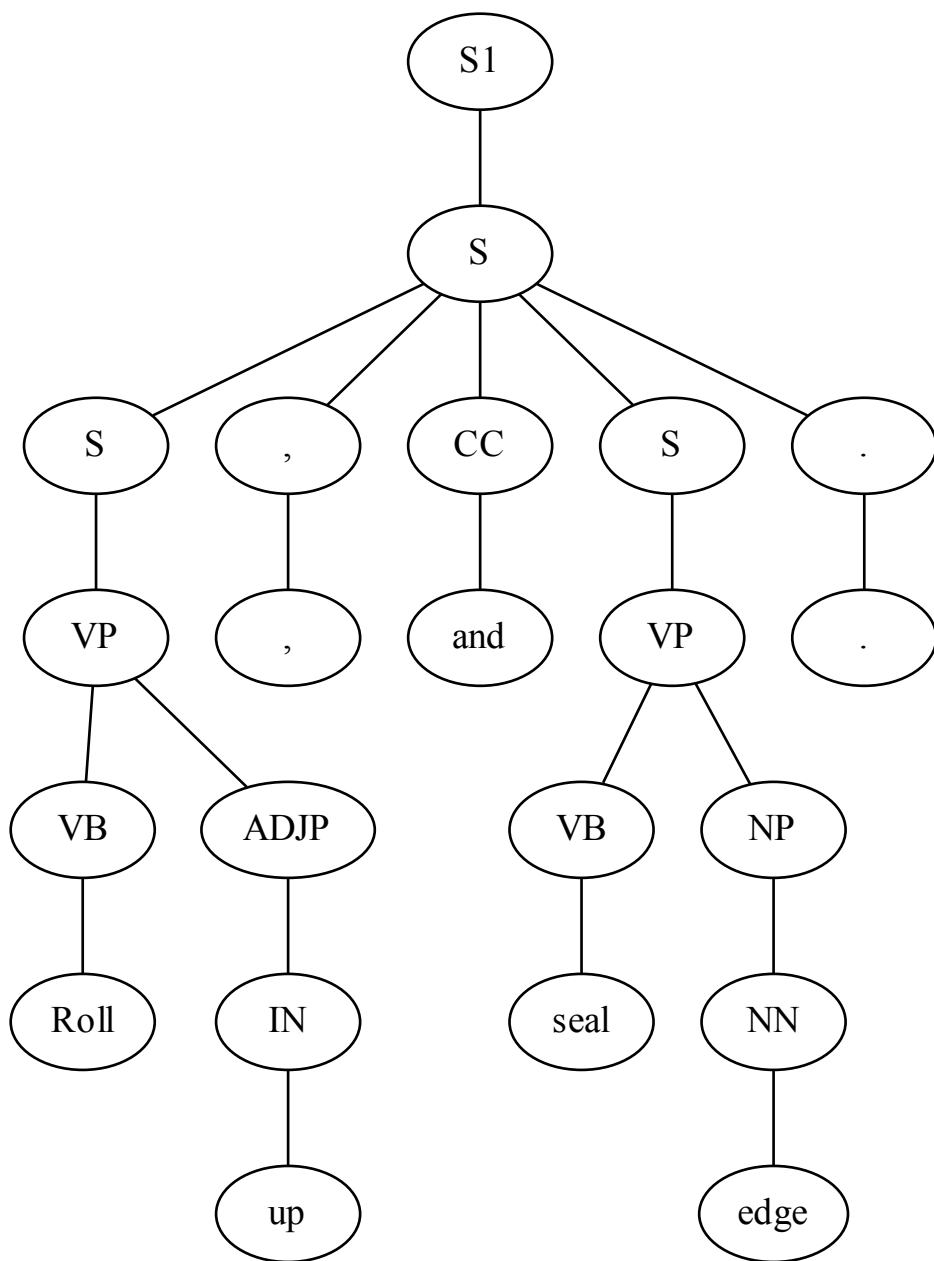 S1
S
S , CC S .
VP , and VP .
VB ADJP VB NP
Roll IN seal NN
up edge